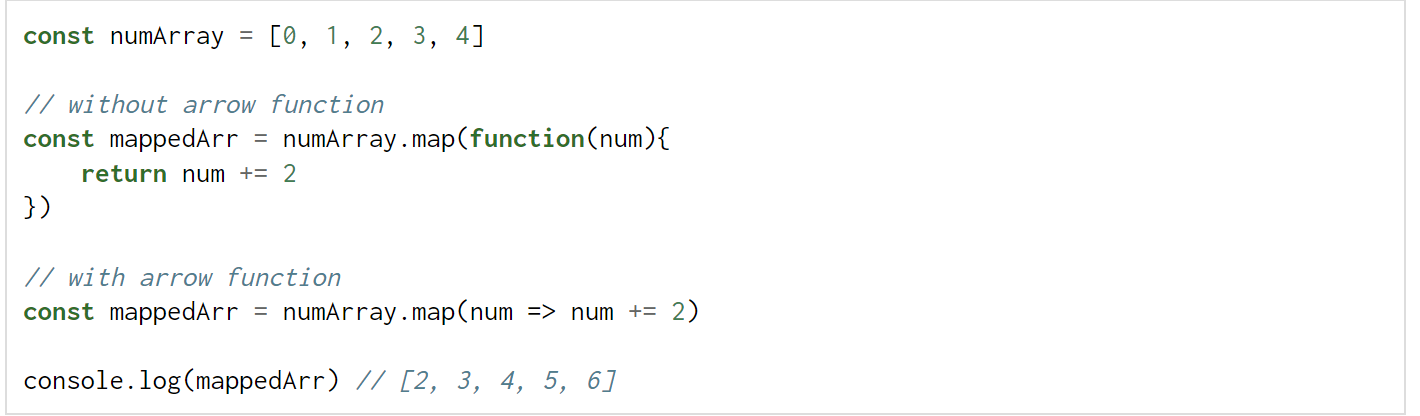 const numArray = [0, 1, 2, 3, 4]
// without arrow function
const mappedArr = numArray.map(function(num){
    return num += 2
})
// with arrow function
const mappedArr = numArray.map(num => num += 2)
console.log(mappedArr) // [2, 3, 4, 5, 6]